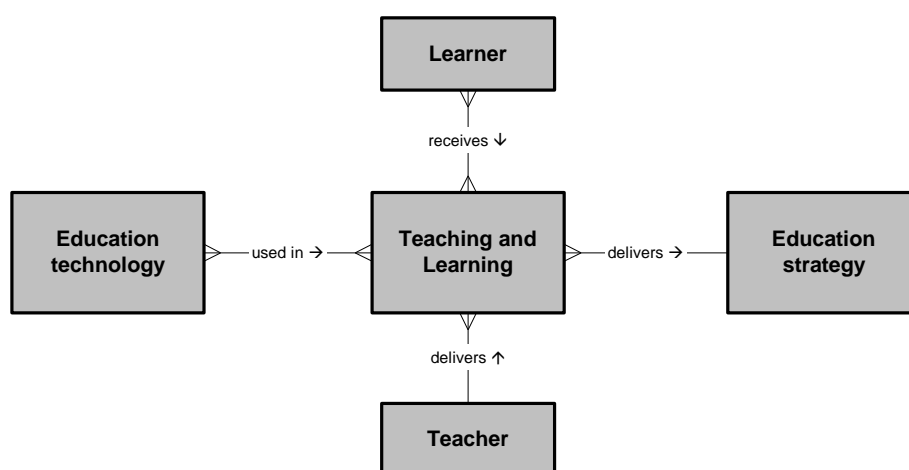 Learner
receives ↓
Education
technology
used in →
Teaching and
Learning
delivers →
Education
strategy
delivers ↑
Teacher